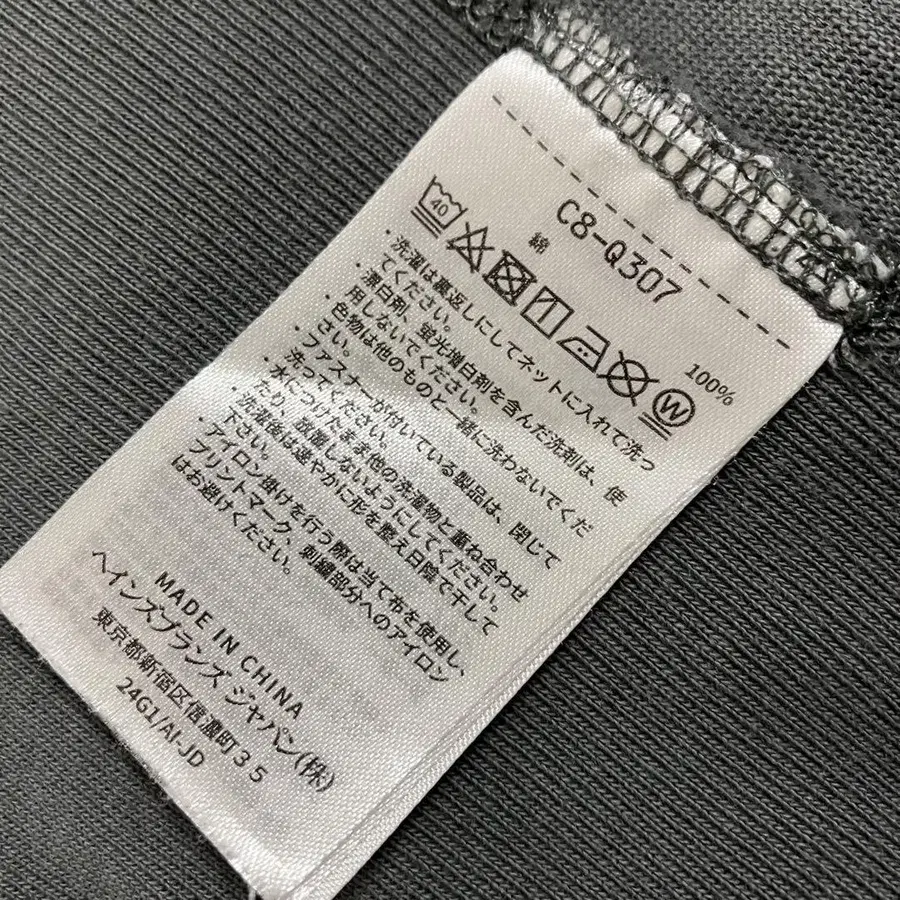 C8-Q307
綿 100%
40
W
・洗濯は裏返しにしてネットに入れて洗っ
てください。
・漂白剤、蛍光増白剤を含んだ洗剤は、使
用しないでください。
・色物は他のものと一緒に洗わないでくだ
さい。
・ファスナーが付いている製品は、閉じて
洗ってください。
・水につけたまま他の洗濯物と重ね合わせ
たり、放置しないようにしてください。
・洗濯後は速やかに形を整え日陰で干して
下さい。
・アイロン掛けを行う際は当て布を使用し、
プリントマーク、刺繍部分へのアイロン
はお避けください。
MADE IN CHINA
ヘインズブランズ ジャパン(株)
東京都新宿区信濃町35
24G1/AI-JD